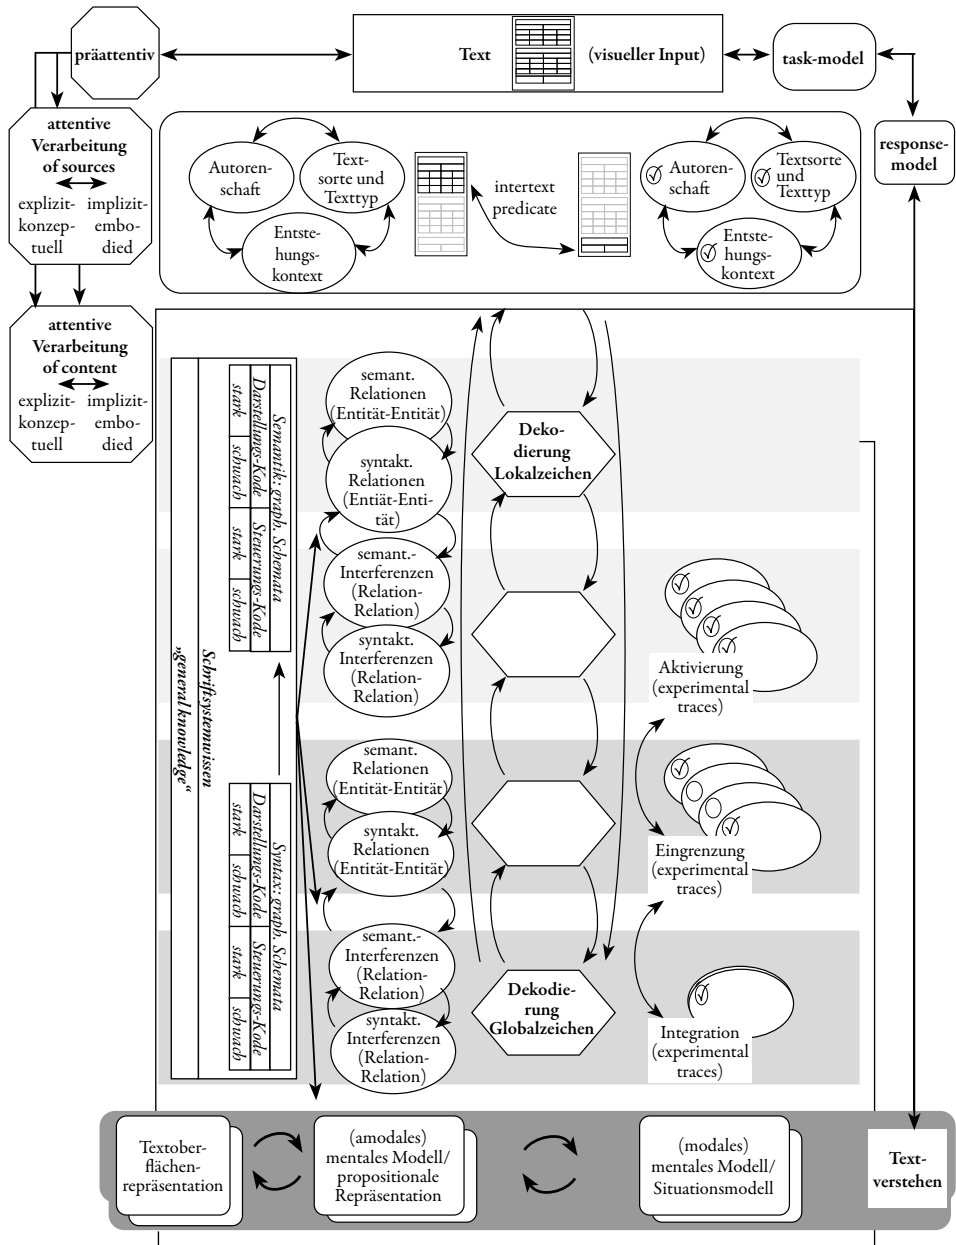 präattentiv
Text
(visueller Input)
task-model
response-
model
attentive
Verarbeitung
of sources
explizit-
konzep-
tuell
implizit-
embo-
died
Autoren-
schaft
Text-
sorte und
Texttyp
Entste-
hungs-
kontext
intertext
predicate
Autoren-
schaft
Textsorte
und
Texttyp
Entste-
hungs-
kontext
attentive
Verarbeitung
of content
explizit-
konzep-
tuell
implizit-
embo-
died
„general knowledge“
Schriftsystemwissen
Semantik: graph. Schemata
Darstellungs-Kode
Steuerungs-Kode
stark
schwach
stark
schwach
Syntax: graph. Schemata
Darstellungs-Kode
Steuerungs-Kode
stark
schwach
stark
schwach
semant.
Relationen
(Entität-Entität)
syntakt.
Relationen
(Entiät-Enti-
tät)
semant.-
Interferenzen
(Relation-
Relation)
syntakt.
Interferenzen
(Relation-
Relation)
semant.
Relationen
(Entität-Entität)
syntakt.
Relationen
(Entität-Entität)
semant.-
Interferenzen
(Relation-
Relation)
syntakt.
Interferenzen
(Relation-
Relation)
Deko-
dierung
Lokalzeichen
Dekodie-
rung
Globalzeichen
Aktivierung
(experimental
traces)
Eingrenzung
(experimental
traces)
Integration
(experimental
traces)
Textober-
flächen-
repräsentation
(amodales)
mentales Modell/
propositionale
Repräsentation
(modales)
mentales Modell/
Situationsmodell
Text-
verstehen